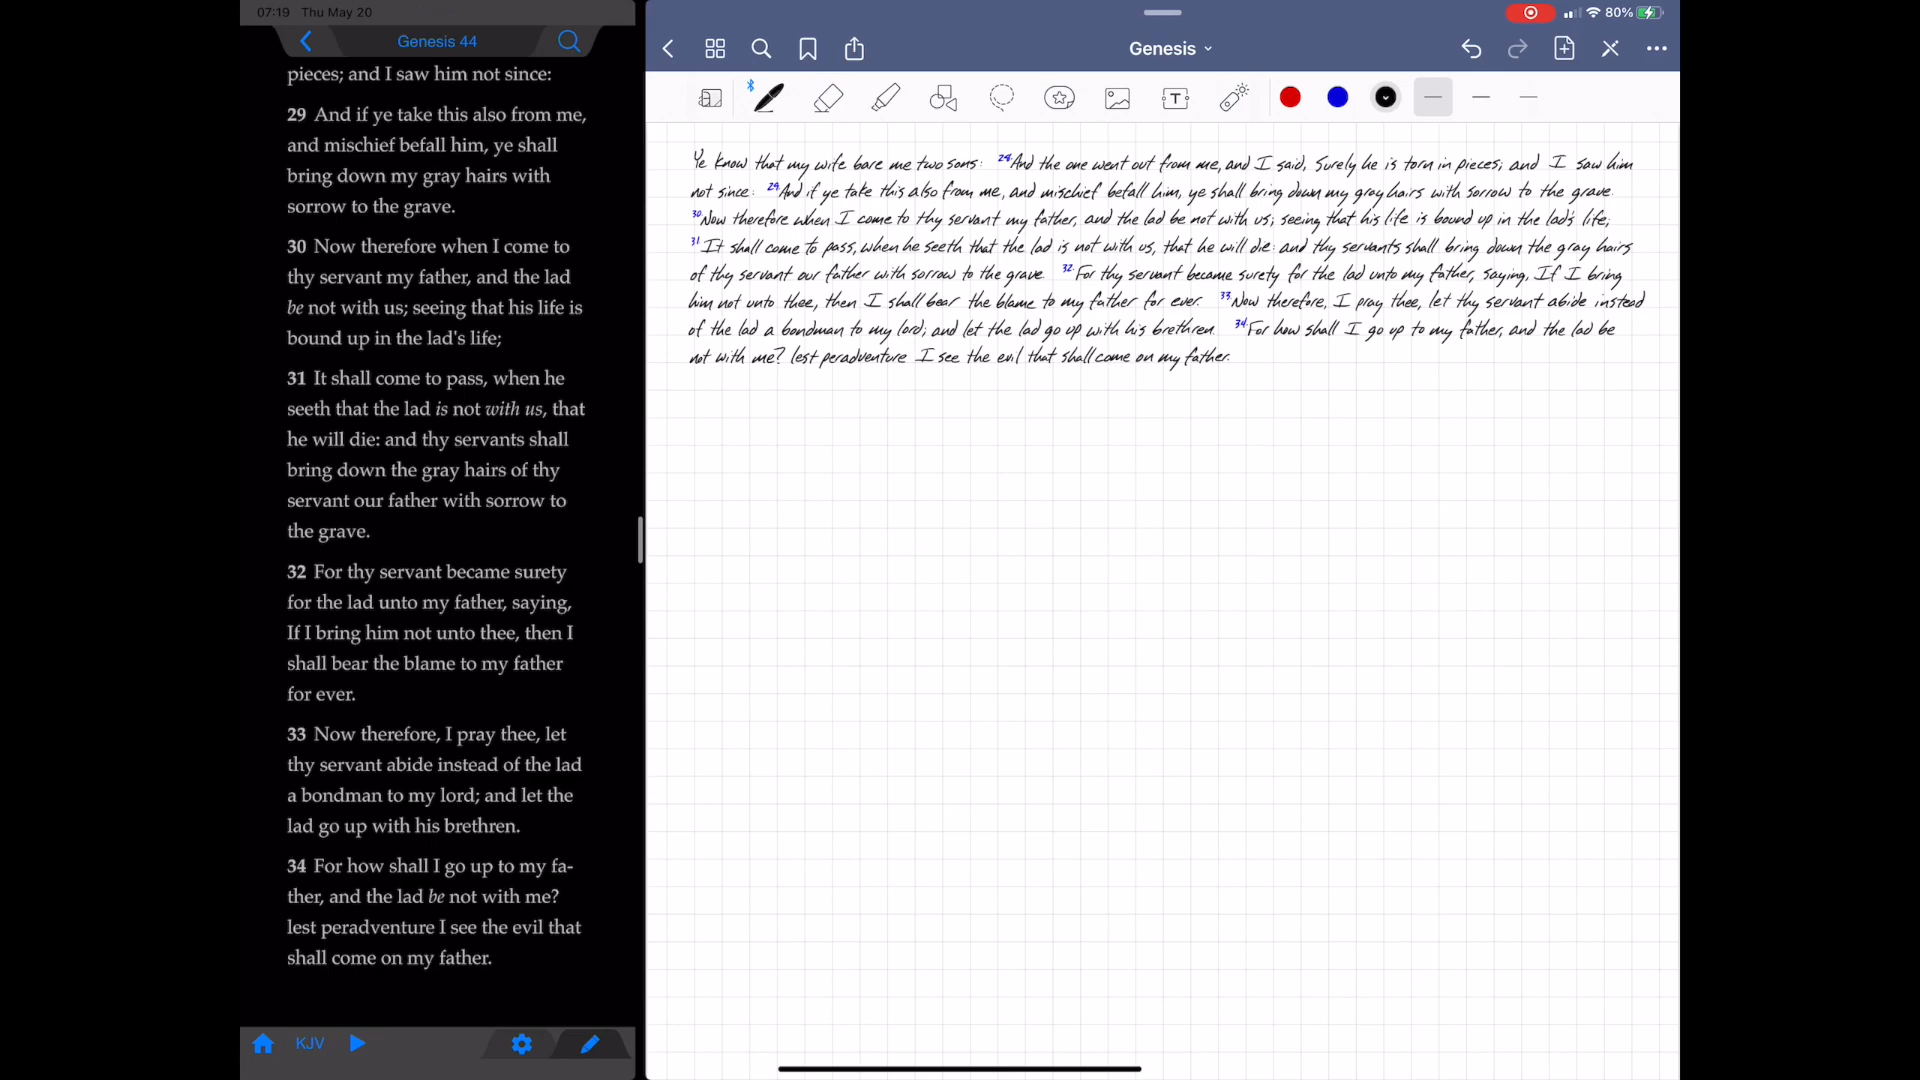 07:19 Thu May 20
Genesis 44
pieces; and I saw him not since:
29 And if ye take this also from me,
and mischief befall him, ye shall
bring down my gray hairs with
sorrow to the grave.
30 Now therefore when I come to
thy servant my father, and the lad
be not with us; seeing that his life is
bound up in the lad's life;
31 It shall come to pass, when he
seeth that the lad is not with us, that
he will die: and thy servants shall
bring down the gray hairs of thy
servant our father with sorrow to
the grave.
32 For thy servant became surety
for the lad unto my father, saying,
If I bring him not unto thee, then I
shall bear the blame to my father
for ever.
33 Now therefore, I pray thee, let
thy servant abide instead of the lad
a bondman to my lord; and let the
lad go up with his brethren.
34 For how shall I go up to my fa-
ther, and the lad be not with me?
lest peradventure I see the evil that
shall come on my father.
KJV
80%
Genesis
T
Ye know that my wife bare me two sons: 28 And the one went out from me, and I said, Surely he is torn in pieces; and I saw him
not since: 29 And if ye take this also from me, and mischief befall him, ye shall bring down my gray hairs with sorrow to the grave.
30 Now therefore when I come to thy servant my father, and the lad be not with us; seeing that his life is bound up in the lad's life;
31 It shall come to pass, when he seeth that the lad is not with us, that he will die: and thy servants shall bring down the gray hairs
of thy servant our father with sorrow to the grave. 32 For thy servant became surety for the lad unto my father, saying, If I bring
him not unto thee, then I shall bear the blame to my father for ever. 33 Now therefore, I pray thee, let thy servant abide instead
of the lad a bondman to my lord; and let the lad go up with his brethren. 34 For how shall I go up to my father, and the lad be
not with me? lest peradventure I see the evil that shall come on my father.